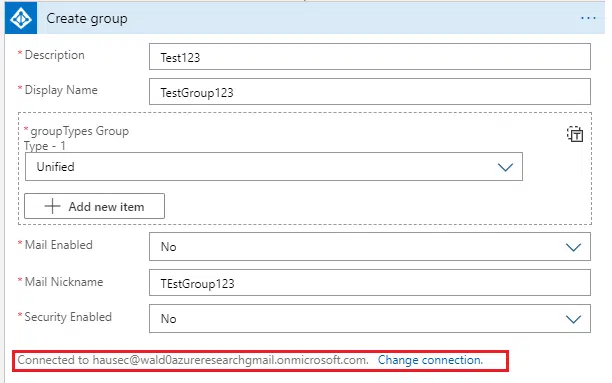 Create group
* Description
Test123
* Display Name
TestGroup123
* groupTypes Group
Type - 1
Unified
Add new item
* Mail Enabled
No
* Mail Nickname
TEstGroup123
* Security Enabled
No
Connected to hausec@wald0azureresearchgmail.onmicrosoft.com. Change connection.